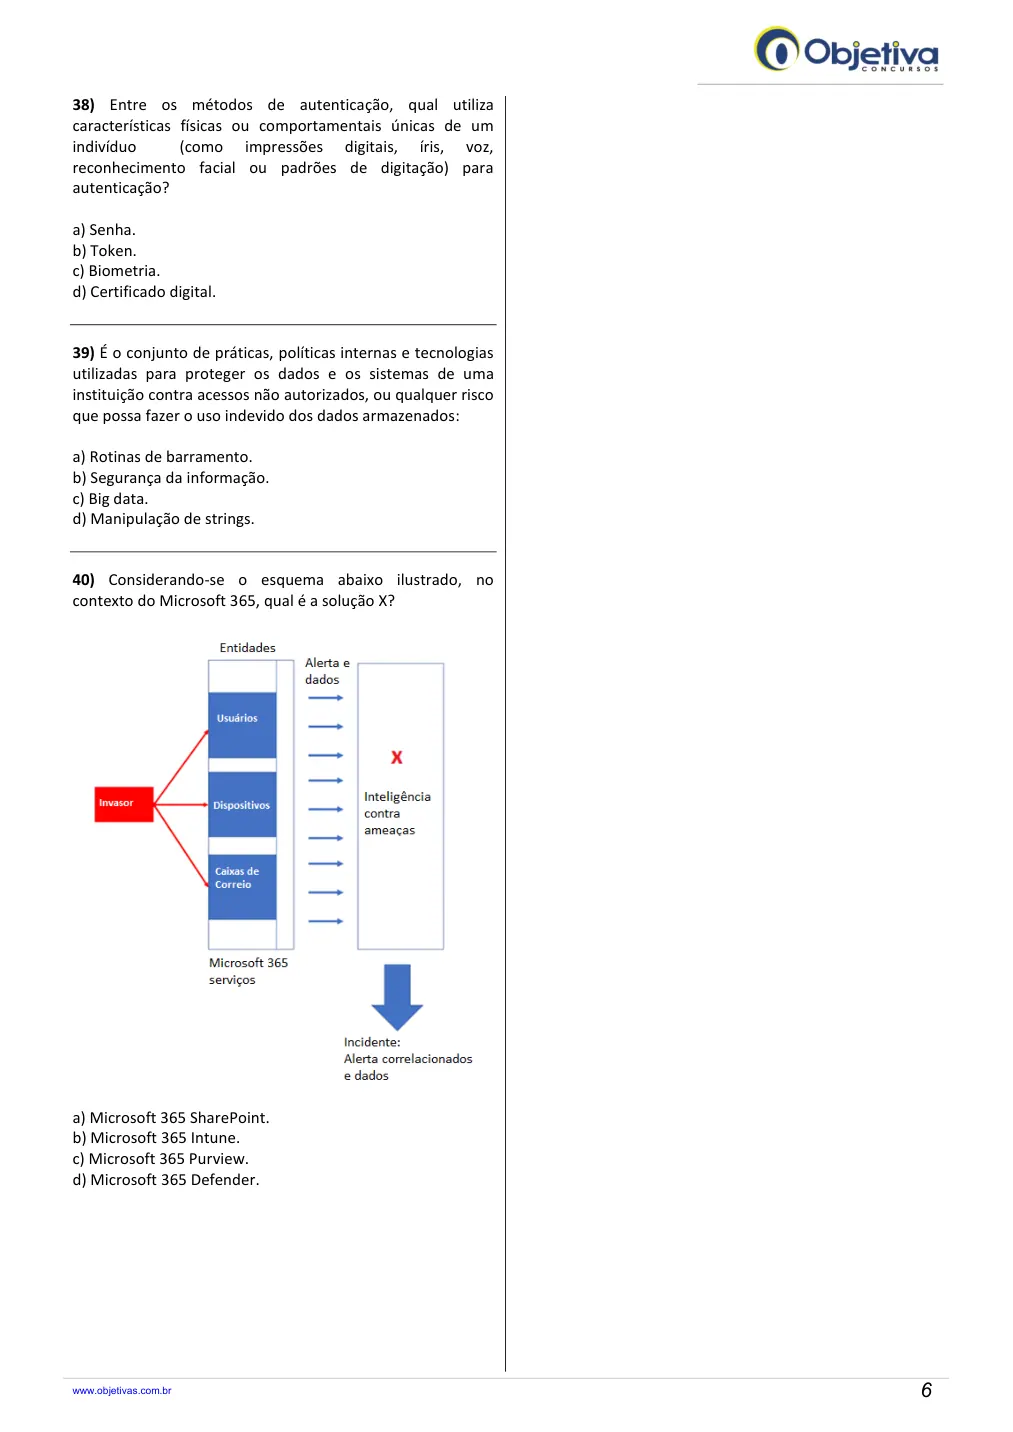 Objetiva
CONCURSOS
38) Entre os métodos de autenticação, qual utiliza
características físicas ou comportamentais únicas de um
indivíduo (como impressões digitais, íris, voz,
reconhecimento facial ou padrões de digitação) para
autenticação?
a) Senha.
b) Token.
c) Biometria.
d) Certificado digital.
39) É o conjunto de práticas, políticas internas e tecnologias
utilizadas para proteger os dados e os sistemas de uma
instituição contra acessos não autorizados, ou qualquer risco
que possa fazer o uso indevido dos dados armazenados:
a) Rotinas de barramento.
b) Segurança da informação.
c) Big data.
d) Manipulação de strings.
40) Considerando-se o esquema abaixo ilustrado, no
contexto do Microsoft 365, qual é a solução X?
Entidades
Alerta e
dados
Usuários
X
Invasor
Dispositivos
Inteligência
contra
ameaças
Caixas de
Correio
Microsoft 365
serviços
Incidente:
Alerta correlacionados
e dados
a) Microsoft 365 SharePoint.
b) Microsoft 365 Intune.
c) Microsoft 365 Purview.
d) Microsoft 365 Defender.
www.objetivas.com.br
6